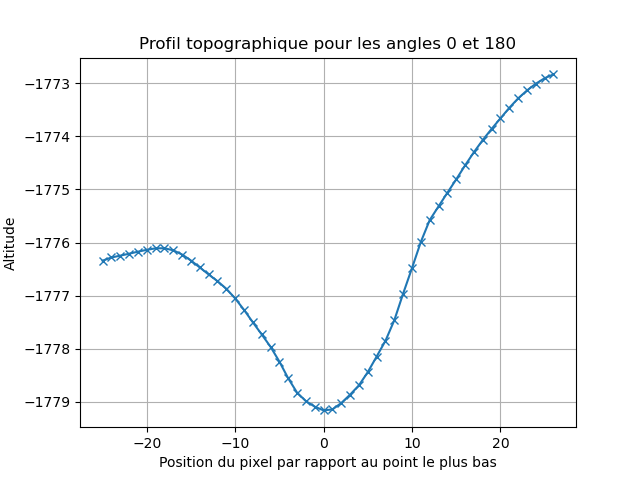 Profil topographique pour les angles 0 et 180
−1773
−1774
−1775
−1776
−1777
−1778
−1779
Altitude
−20 −10 0 10 20
Position du pixel par rapport au point le plus bas